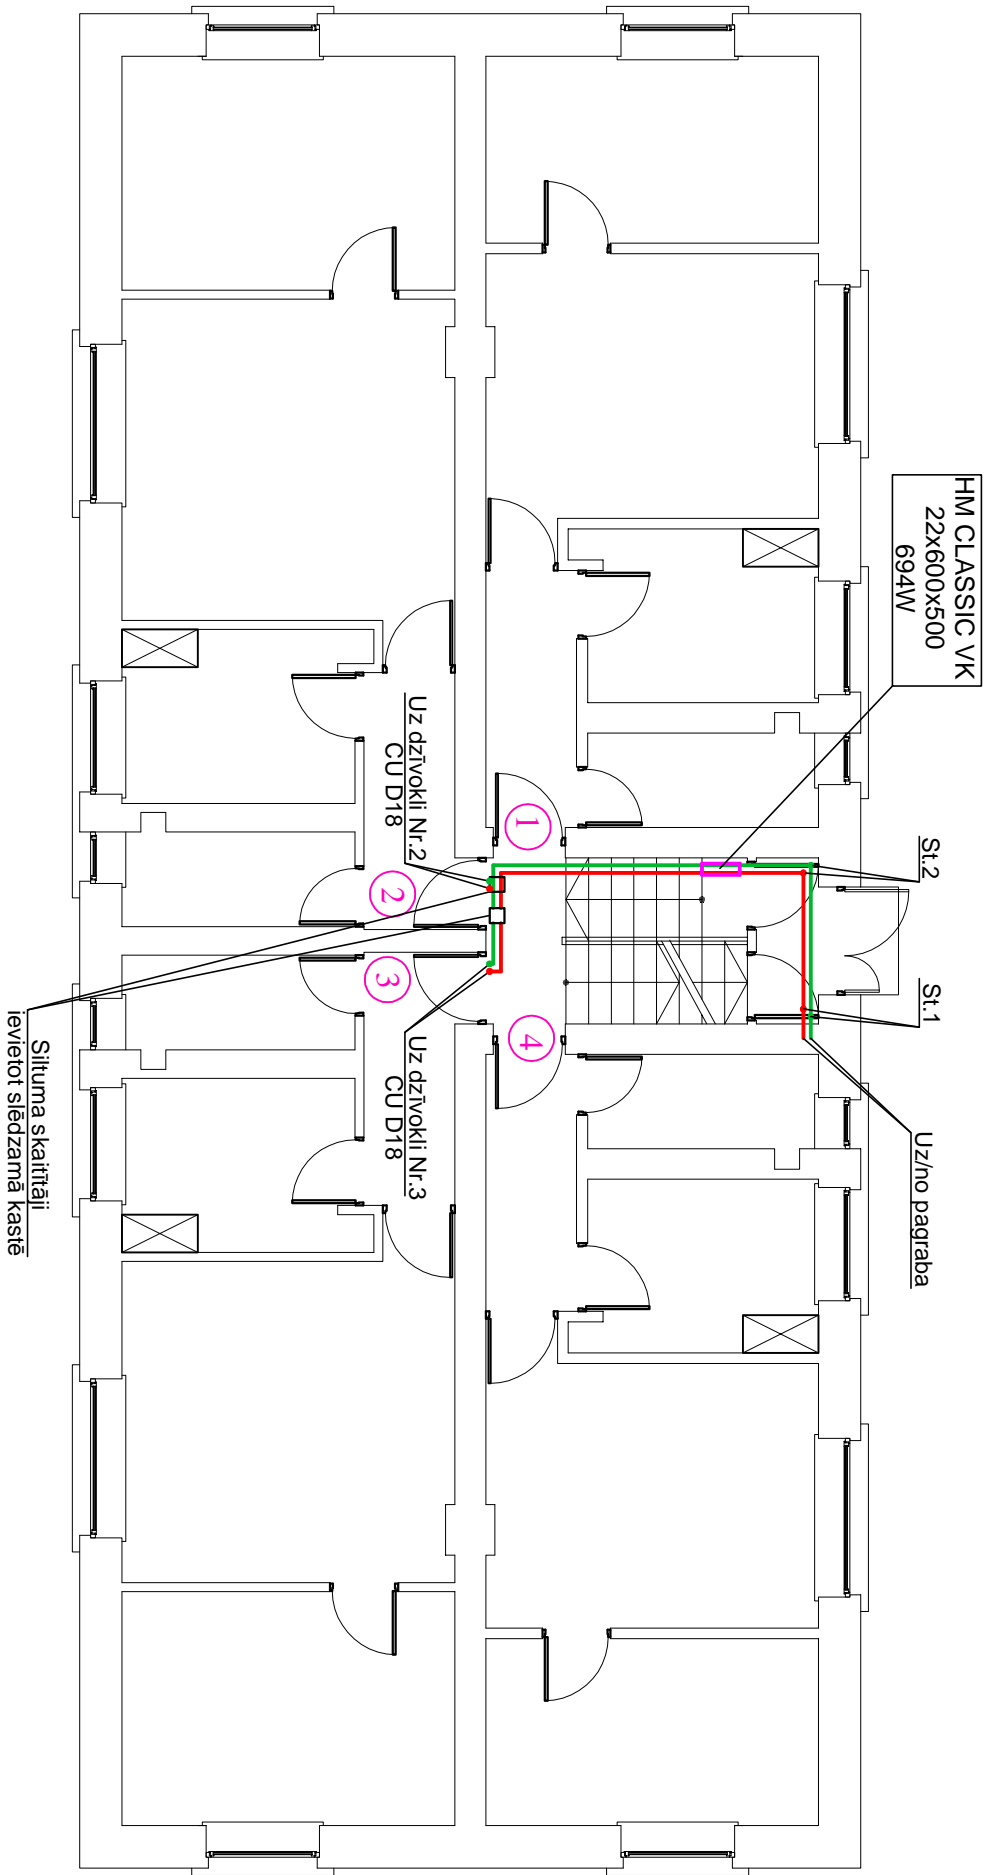 HM CLASSIC VK
22x600x500
694W
St.2
St.1
Uz/no pagraba
1
2
3
4
Uz dzīvokli Nr.2
CU D18
Uz dzīvokli Nr.3
CU D18
Siltuma skaitītāji
ievietot slēdzamā kastē